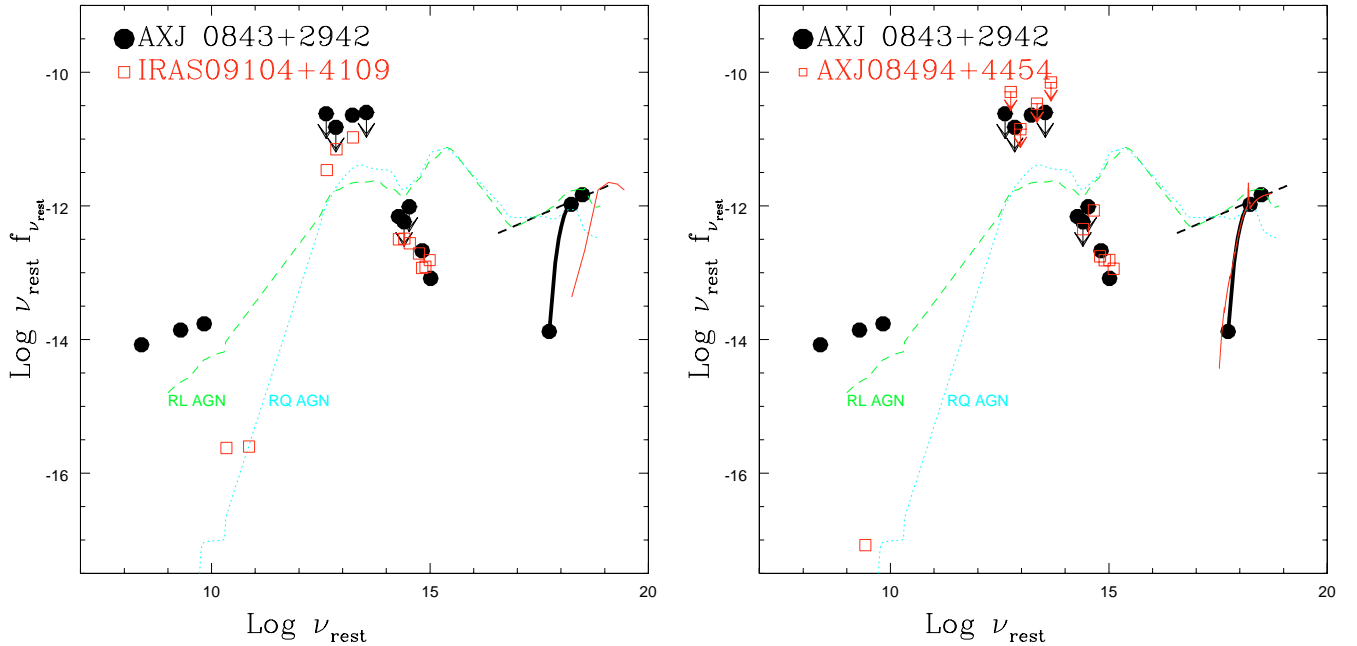 AXJ 0843+2942
IRAS09104+4109
-10
-12
-14
-16
Log ν_rest f_ν_rest
RL AGN
RQ AGN
10
15
20
Log ν_rest
AXJ 0843+2942
AXJ08494+4454
-10
-12
-14
-16
Log ν_rest f_ν_rest
RL AGN
RQ AGN
10
15
20
Log ν_rest